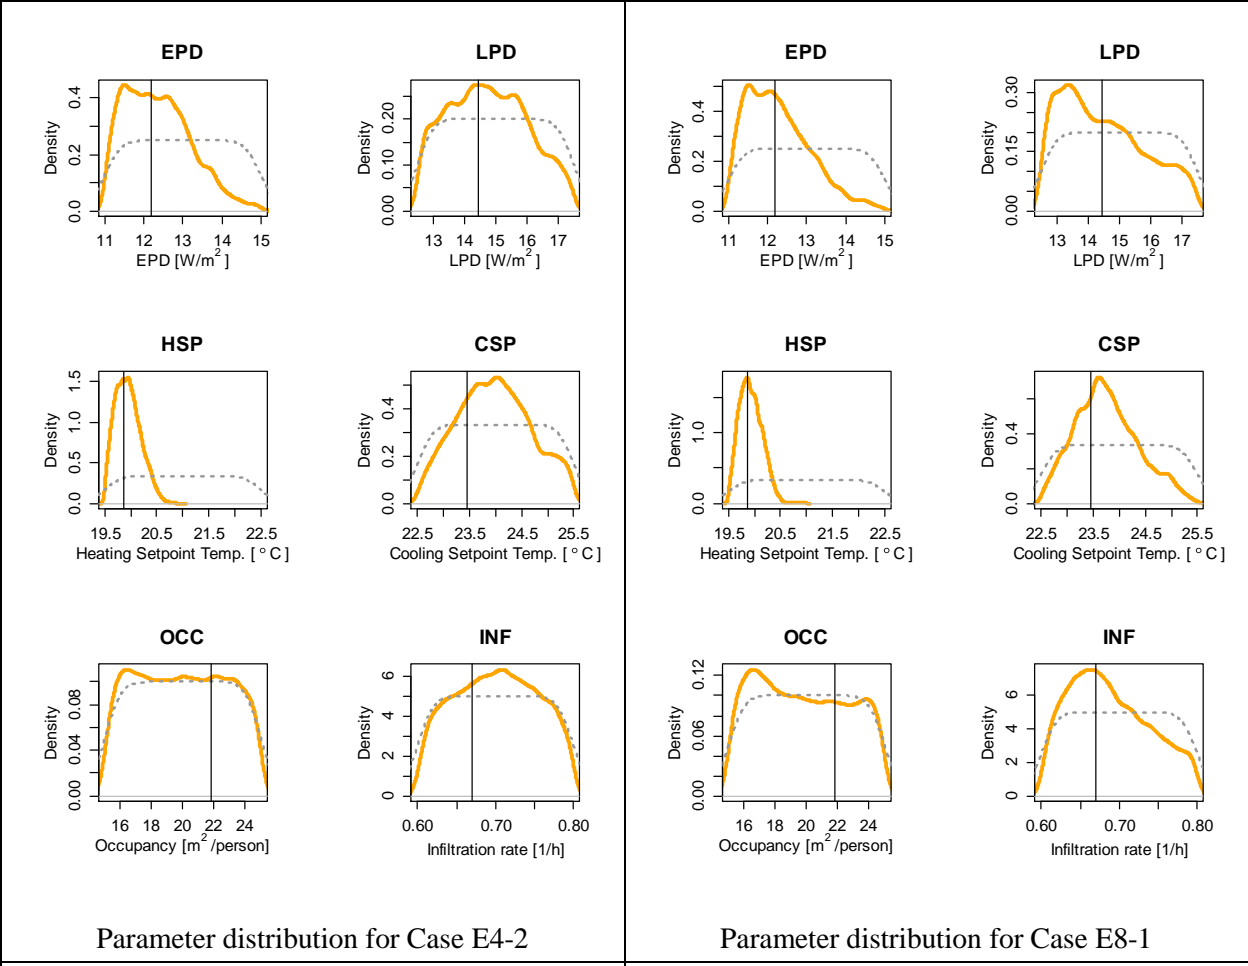 EPD
LPD
Density
0.0 0.2 0.4
11 12 13 14 15
EPD [W/m2 ]
Density
0.00 0.10 0.20
13 14 15 16 17
LPD [W/m2 ]
HSP
CSP
Density
0.0 0.5 1.0 1.5
19.5 20.5 21.5 22.5
Heating Setpoint Temp. [ ° C ]
Density
0.0 0.2 0.4
22.5 23.5 24.5 25.5
Cooling Setpoint Temp. [ ° C ]
OCC
INF
Density
0.00 0.04 0.08
16 18 20 22 24
Occupancy [m2 /person]
Density
0 2 4 6
0.60 0.70 0.80
Infiltration rate [1/h]
Parameter distribution for Case E4-2
EPD
LPD
Density
0.0 0.2 0.4
11 12 13 14 15
EPD [W/m2 ]
Density
0.00 0.15 0.30
13 14 15 16 17
LPD [W/m2 ]
HSP
CSP
Density
0.0 1.0
19.5 20.5 21.5 22.5
Heating Setpoint Temp. [ ° C ]
Density
0.0 0.4
22.5 23.5 24.5 25.5
Cooling Setpoint Temp. [ ° C ]
OCC
INF
Density
0.00 0.06 0.12
16 18 20 22 24
Occupancy [m2 /person]
Density
0 2 4 6
0.60 0.70 0.80
Infiltration rate [1/h]
Parameter distribution for Case E8-1